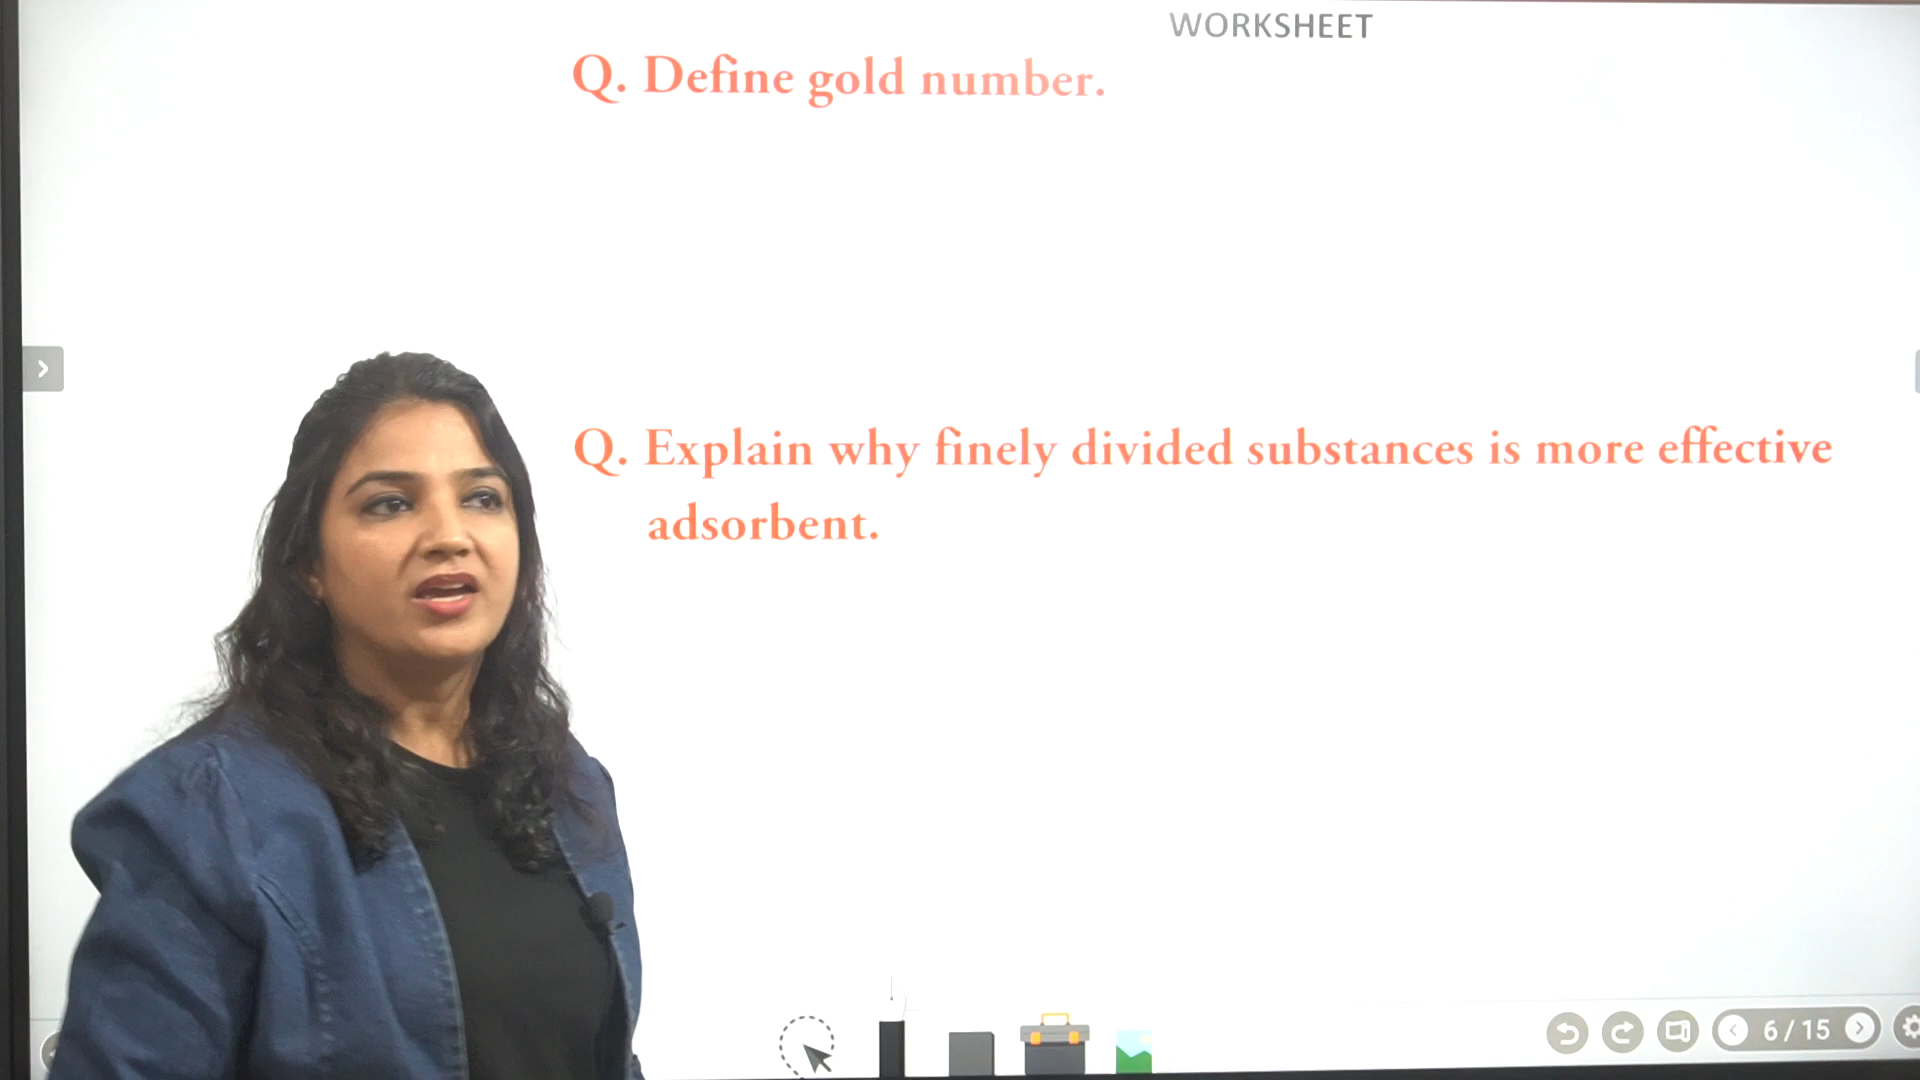 WORKSHEET
Q. Define gold number.
Q. Explain why finely divided substances is more effective
adsorbent.
6 / 15